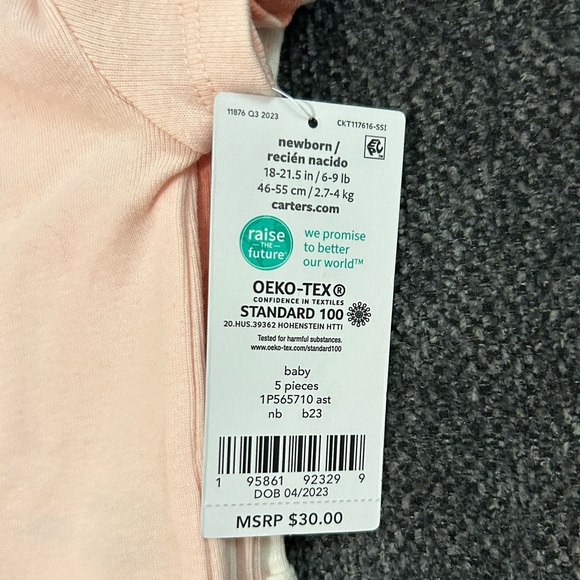 11876 Q3 2023
CKT117616-SSI
newborn /
recién nacido
18-21.5 in / 6-9 lb
46-55 cm / 2.7-4 kg
carters.com
raise
THE
future
we promise
to better
our world™
OEKO-TEX®
CONFIDENCE IN TEXTILES
STANDARD 100
20.HUS.39362 HOHENSTEIN HTTI
Tested for harmful substances.
www.oeko-tex.com/standard100
baby
5 pieces
1P565710 ast
nb b23
1 95861 92329 9
DOB 04/2023
MSRP $30.00